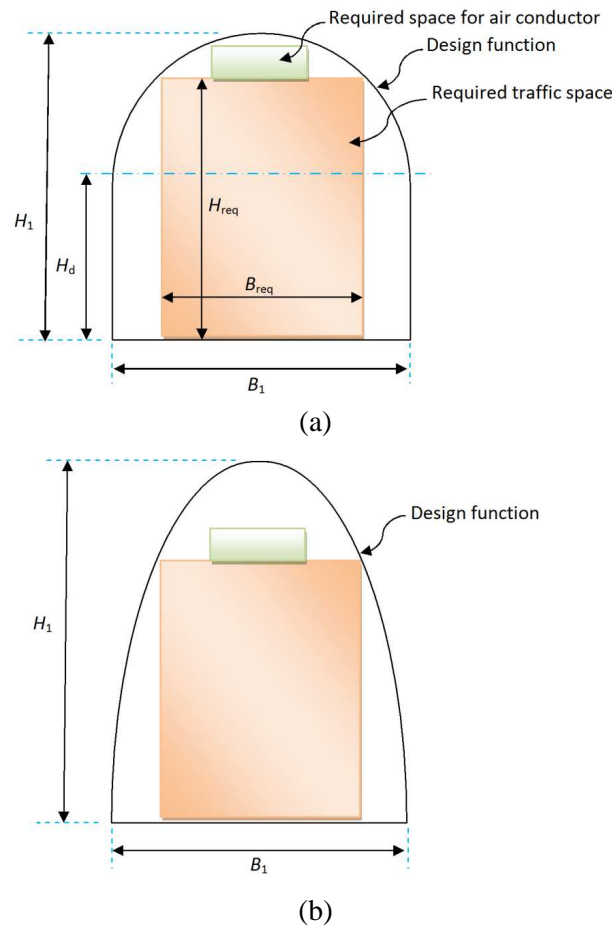 Required space for air conductor
Design function
Required traffic space
H1
Hd
Hreq
Breq
B1
(a)
Design function
H1
B1
(b)